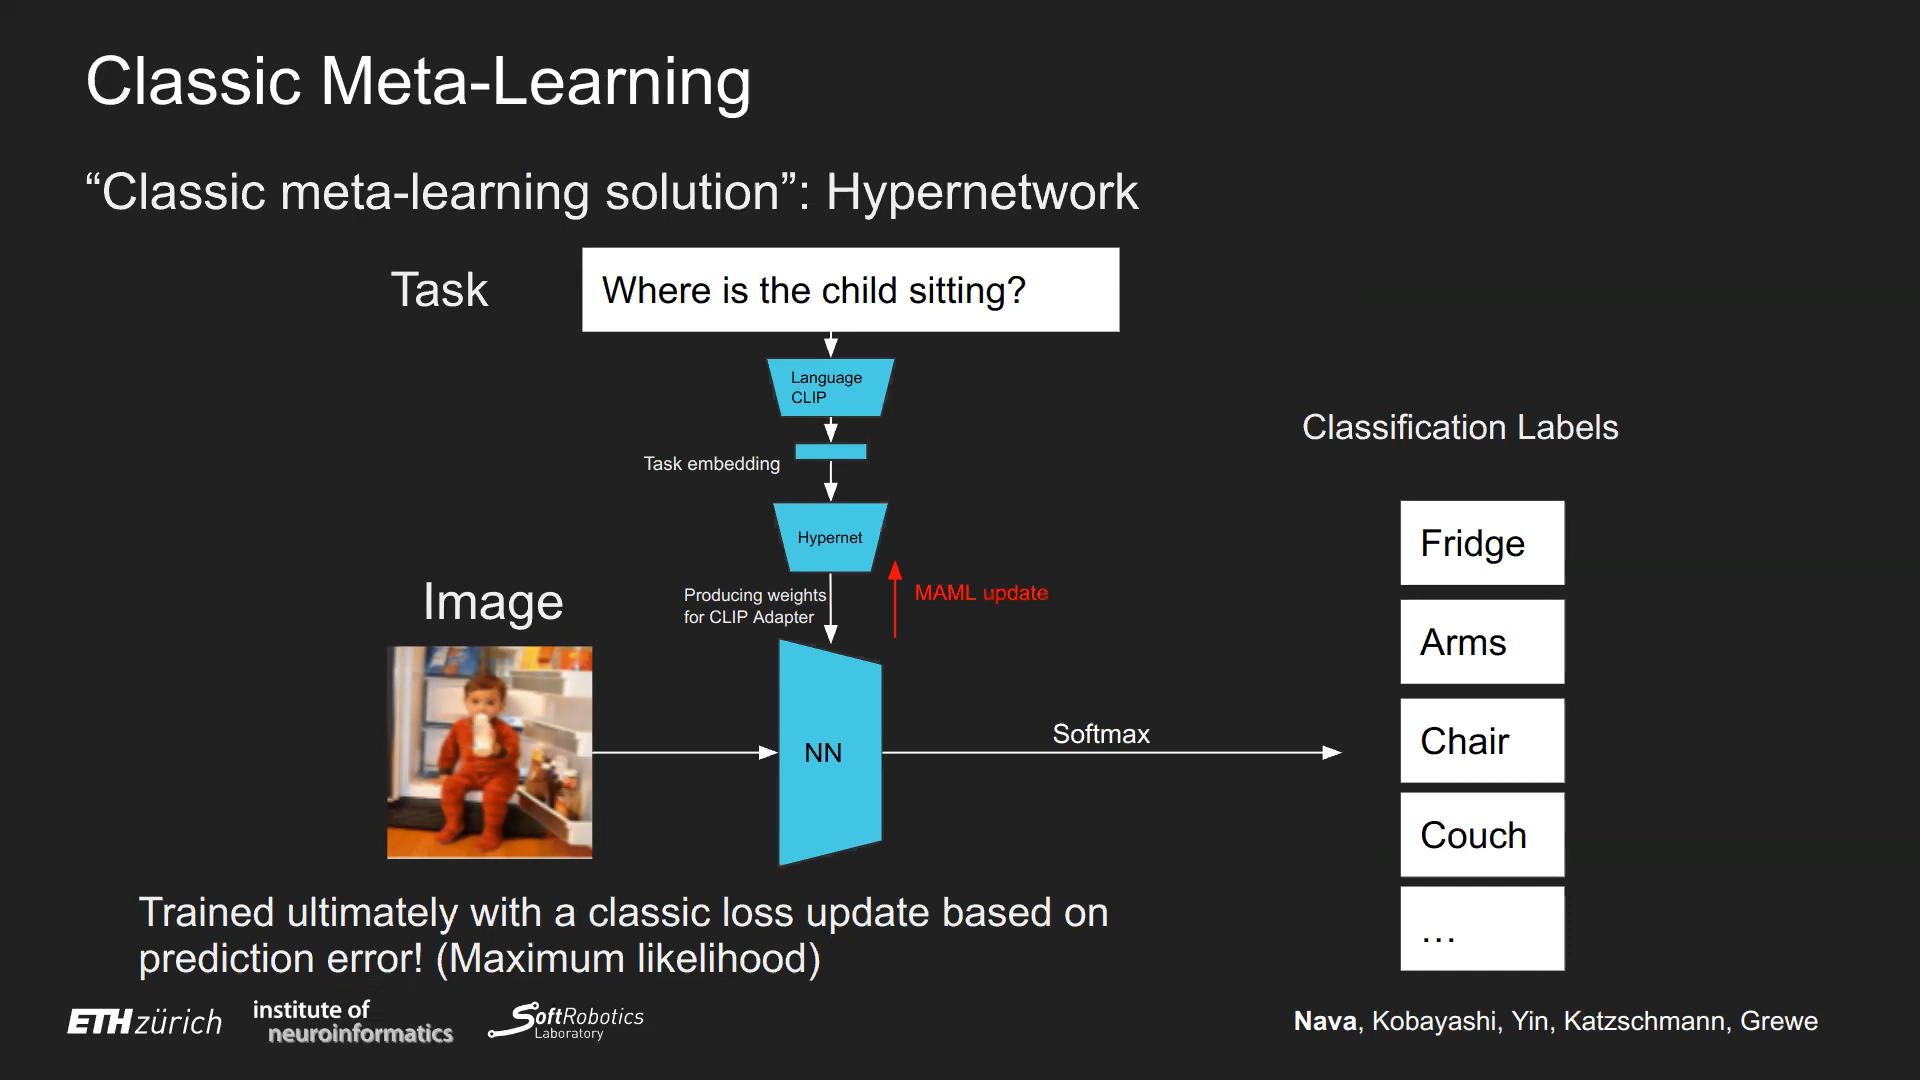 Classic Meta-Learning
“Classic meta-learning solution”: Hypernetwork
Task
Where is the child sitting?
Language
CLIP
Task embedding
Hypernet
Producing weights
for CLIP Adapter
MAML update
Image
NN
Softmax
Classification Labels
Fridge
Arms
Chair
Couch
…
Trained ultimately with a classic loss update based on
prediction error! (Maximum likelihood)
ETH zürich
institute of
neuroinformatics
SoftRobotics
Laboratory
Nava, Kobayashi, Yin, Katzschmann, Grewe